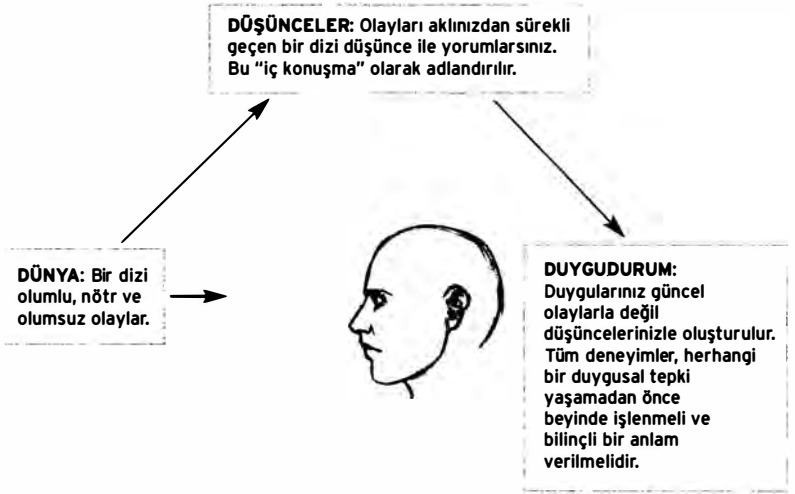 DÜŞÜNCELER: Olayları aklınızdan sürekli
geçen bir dizi düşünce ile yorumlarsınız.
Bu “iç konuşma” olarak adlandırılır.
DÜNYA: Bir dizi
olumlu, nötr ve
olumsuz olaylar.
DUYGUDURUM:
Duygularınız güncel
olaylarla değil
düşüncelerinizle oluşturulur.
Tüm deneyimler, herhangi
bir duygusal tepki
yaşamadan önce
beyinde işlenmeli ve
bilinçli bir anlam
verilmelidir.